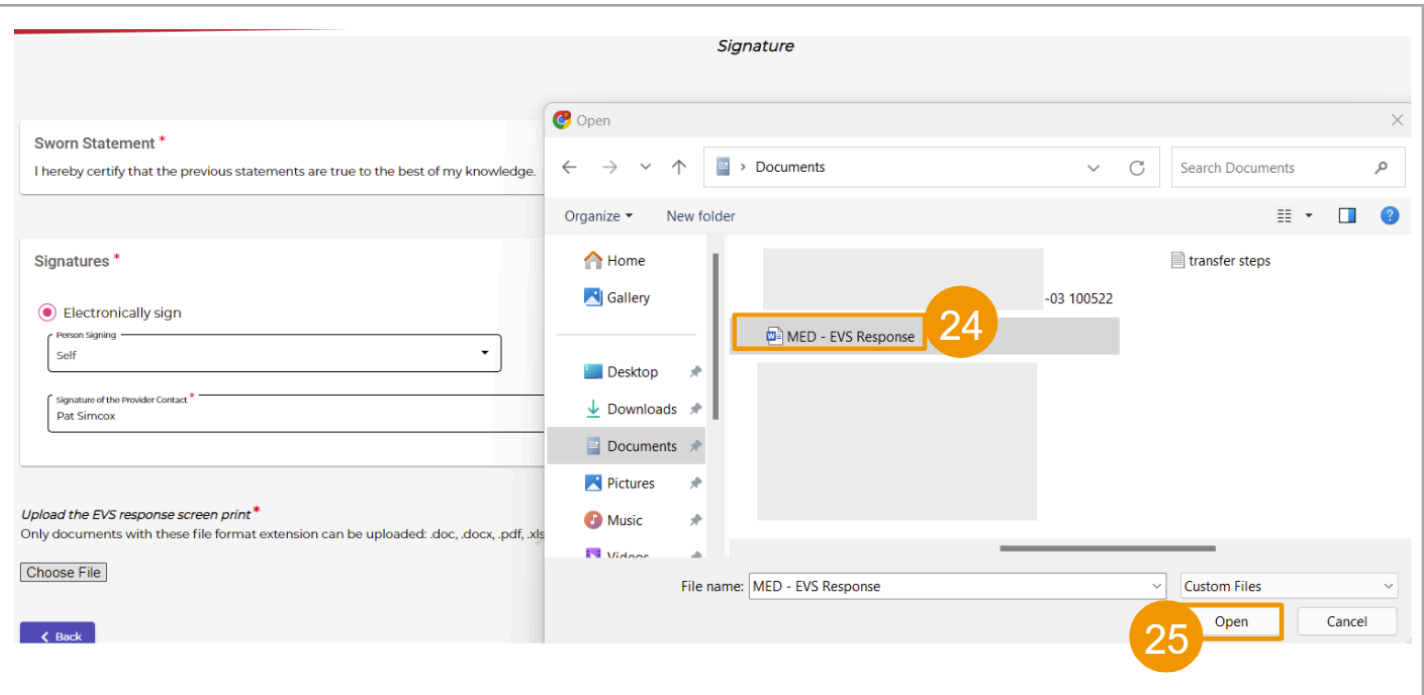 Signature
Sworn Statement *
I hereby certify that the previous statements are true to the best of my knowledge.
Signatures *
Electronically sign
Person Signing
Self
Signature of the Provider Contact *
Pat Simcox
Upload the EVS response screen print *
Only documents with these file format extension can be uploaded: .doc, .docx, .pdf, .xls
Choose File
Back
Open
Documents
Search Documents
Organize
New folder
Home
Gallery
Desktop
Downloads
Documents
Pictures
Music
Videos
transfer steps
-03 100522
MED - EVS Response
24
File name: MED - EVS Response
Custom Files
25
Open
Cancel